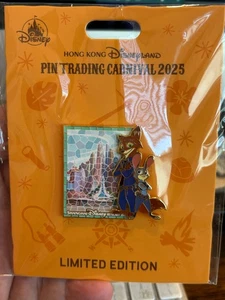 Disney
HONG KONG DISNEYLAND
PIN TRADING CARNIVAL 2025
LIMITED EDITION